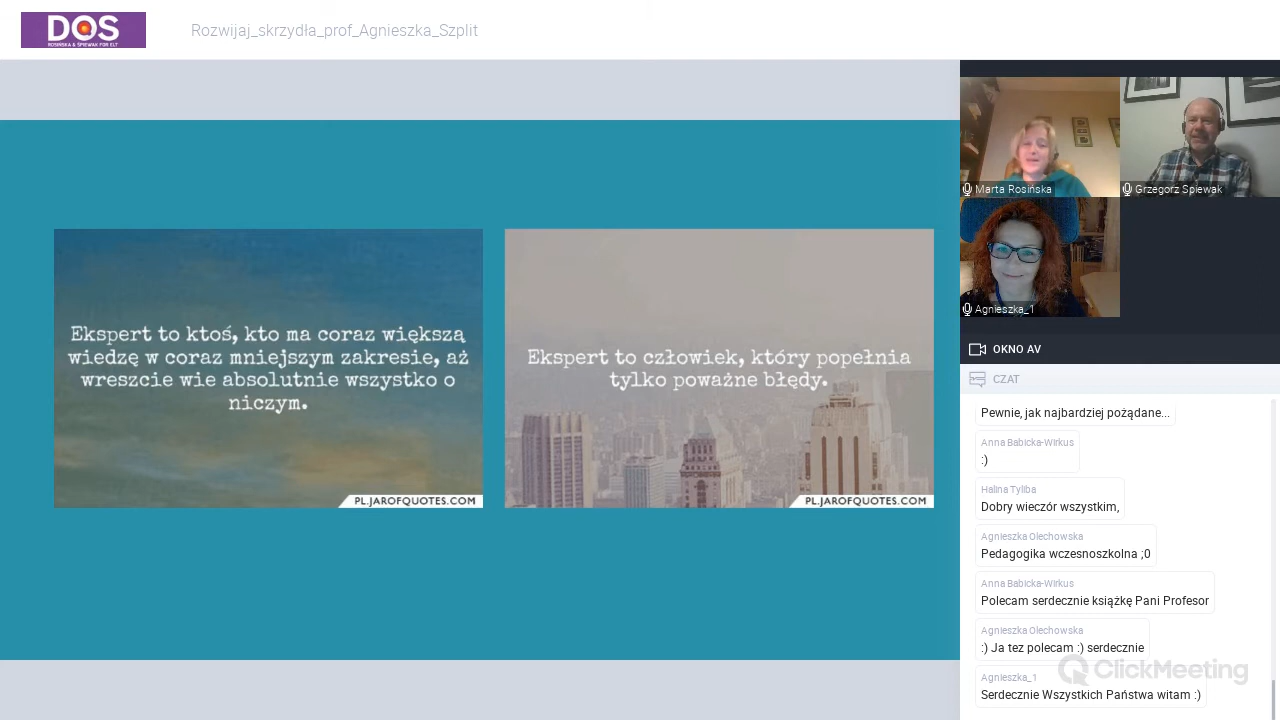 DOS
ROSIŃSKA & ŚPIEWAK FOR ELT
Rozwijaj_skrzydła_prof_Agnieszka_Szplit
Ekspert to ktoś, kto ma coraz większą
wiedzę w coraz mniejszym zakresie, aż
wreszcie wie absolutnie wszystko o
niczym.
PL.JAROFQUOTES.COM
Ekspert to człowiek, który popełnia
tylko poważne błędy.
PL.JAROFQUOTES.COM
Marta Rosińska
Grzegorz Śpiewak
Agnieszka_1
OKNO AV
CZAT
Pewnie, jak najbardziej pożądane...
Anna Babicka-Wirkus
:)
Halina Tyliba
Dobry wieczór wszystkim,
Agnieszka Olechowska
Pedagogika wczesnoszkolna ;0
Anna Babicka-Wirkus
Polecam serdecznie książkę Pani Profesor
Agnieszka Olechowska
:) Ja tez polecam :) serdecznie
Agnieszka_1
Serdecznie Wszystkich Państwa witam :)
ClickMeeting